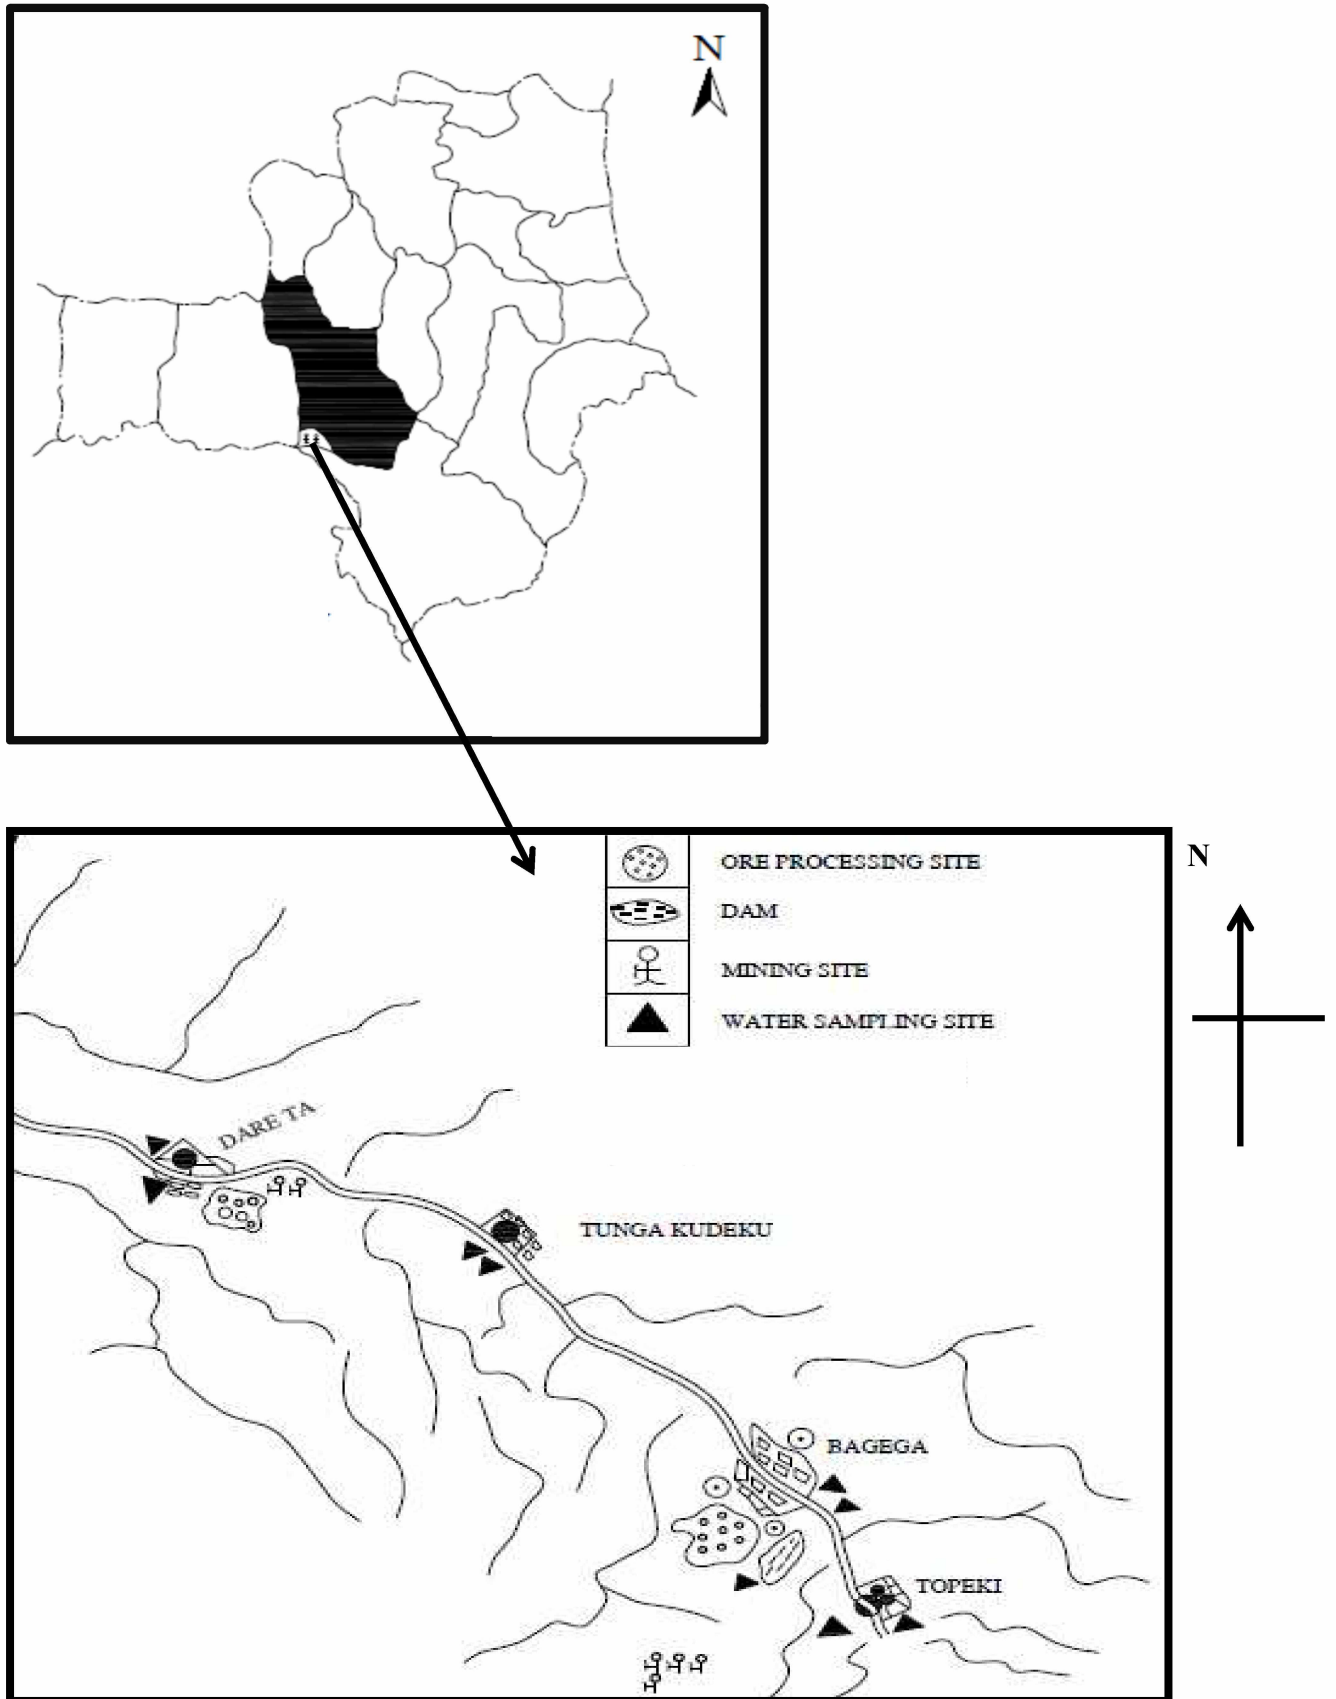 N
N
ORE PROCESSING SITE
DAM
MINING SITE
WATER SAMPLING SITE
DARE TA
TUNGA KUDEKU
BAGEGA
TOPEKI